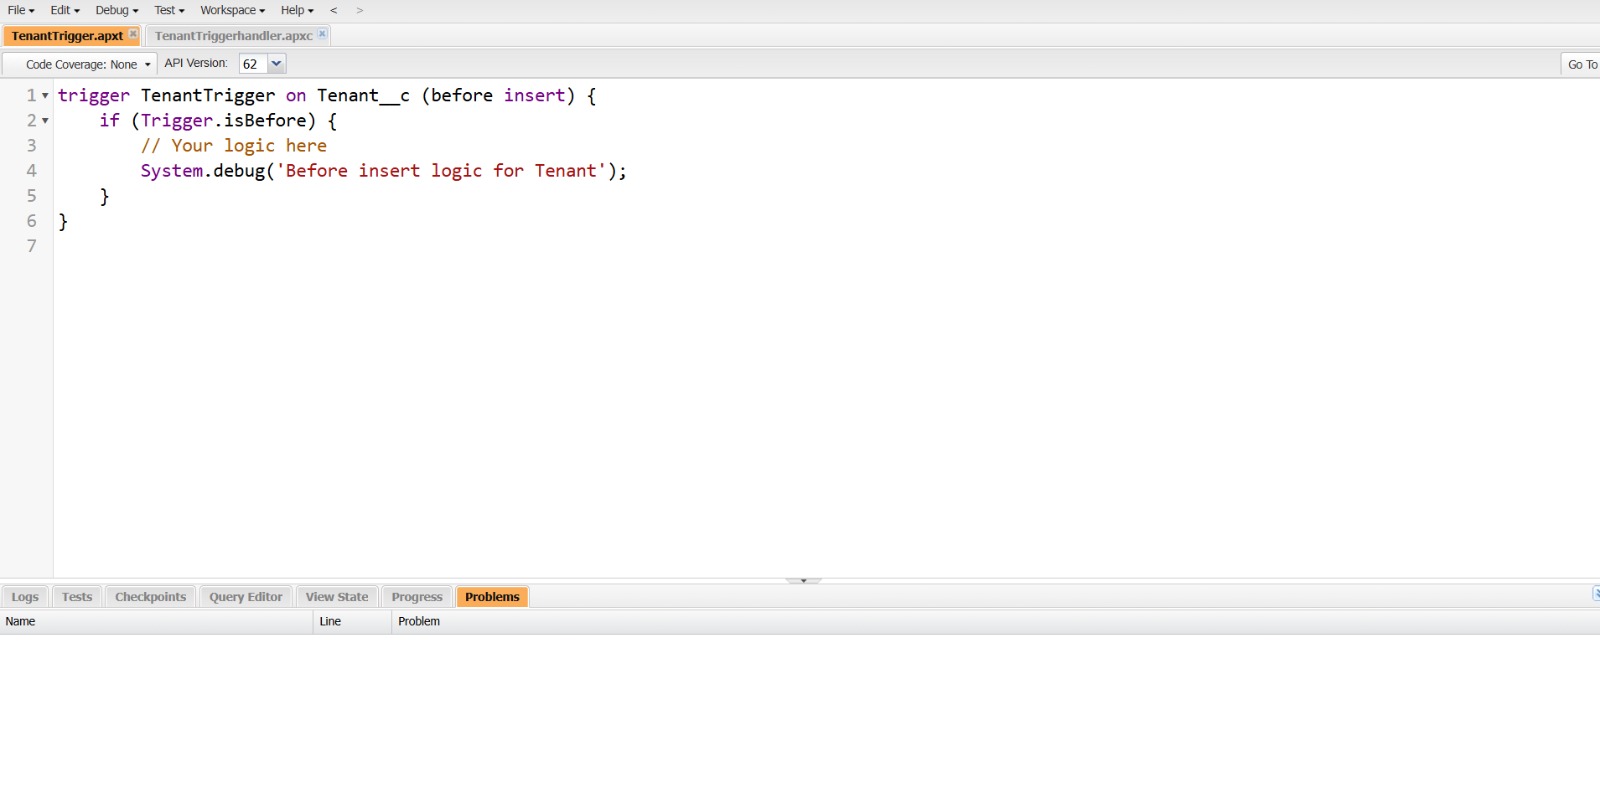 File Edit Debug Test Workspace Help < >
TenantTrigger.apxt TenantTriggerhandler.apxc
Code Coverage: None API Version: 62 Go To
1 trigger TenantTrigger on Tenant__c (before insert) {
2 if (Trigger.isBefore) {
3 // Your logic here
4 System.debug('Before insert logic for Tenant');
5 }
6 }
7
Logs Tests Checkpoints Query Editor View State Progress Problems
Name Line Problem